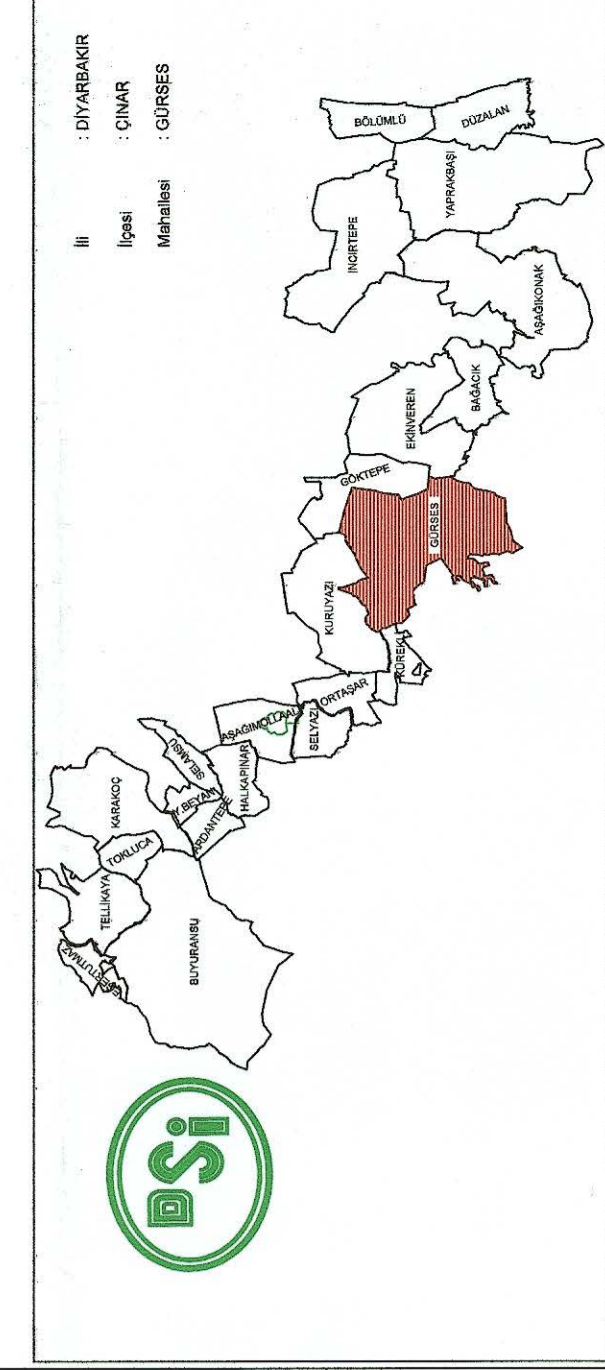 İli : DİYARBAKIR
İlçesi : ÇINAR
Mahallesi : GÜRSES
DSİ
TELLİKAYA
TOKLUCA
KARAKOÇ
BUYURANSU
SELAMSU
Y.BEYAN
ARDANTEPE
HALKAPINAR
AŞAĞIMOLLAALİ
SELYAZI
ORTAŞAR
KÜREKLİ
KURUYAZI
GÖKTEPE
GÜRSES
EKİNVEREN
BAĞACIK
İNCİRTEPE
AŞAĞIKONAK
YAPRAKBAŞI
BÖLÜMLÜ
DÜZALAN